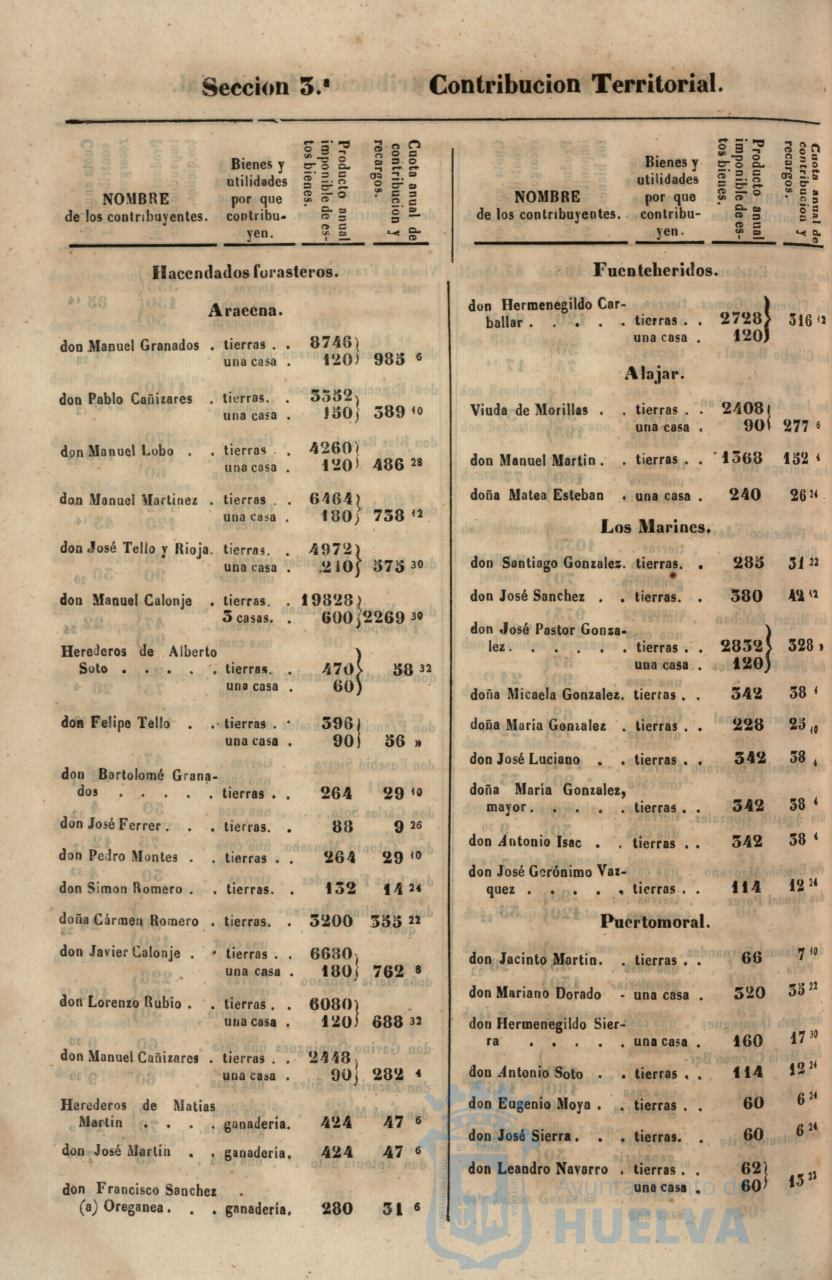 Seccion 3.ª Contribucion Territorial.
NOMBRE
de los contribuyentes.
Bienes y
utilidades
por que
contribu-
yen.
Producto anual
imponible de es-
tos bienes.
Cuota anual de
contribucion y
recargos.
Hacendados forasteros.
Aracena.
don Manuel Granados . tierras . . 8746
una casa . 120 985 6
don Pablo Cañizares . tierras. . 3352
una casa . 150 389 10
don Manuel Lobo . . tierras . . 4260
una casa . 120 486 28
don Manuel Martinez . tierras . . 6464
una casa . 180 738 12
don José Tello y Rioja. tierras. . 4972
una casa . 210 575 30
don Manuel Calonje . tierras. . 19828
3 casas. . 600 2269 30
Herederos de Alberto
Soto . . . . . tierras. . 470 58 32
una casa . 60
don Felipe Tello . . tierras . . 396
una casa . 90 56 »
don Bartolomé Grana-
dos . . . . . tierras . . 264 29 10
don José Ferrer . . . tierras. . 88 9 26
don Pedro Montes . . tierras . . 264 29 10
don Simon Romero . . tierras. . 132 14 24
doña Cármen Romero . tierras. . 3200 355 22
don Javier Calonje . . tierras . . 6680
una casa . 180 762 8
don Lorenzo Rubio . . tierras . . 6080
una casa . 120 688 32
don Manuel Cañizares . tierras . . 2448
una casa . 90 282 4
Herederos de Matias
Martin . . . . ganadería. 424 47 6
don José Martin . . ganadería. 424 47 6
don Francisco Sanchez
(a) Oreganea . . . ganadería. 280 31 6
NOMBRE
de los contribuyentes.
Bienes y
utilidades
por que
contribu-
yen.
Producto anual
imponible de es-
tos bienes.
Cuota anual de
contribucion y
recargos.
Fuenteheridos.
don Hermenegildo Car-
ballar . . . . . tierras . . 2728 316 12
una casa . 120
Alajar.
Viuda de Morillas . . tierras . . 2408
una casa . 90 277 6
don Manuel Martin . . tierras . . 1368 152 4
doña Matea Esteban . una casa . 240 26 24
Los Marines.
don Santiago Gonzalez. tierras. . 285 31 22
don José Sanchez . . tierras. . 380 42 12
don José Pastor Gonza-
lez . . . . . . tierras . . 2832 328 »
una casa . 120
doña Micaela Gonzalez. tierras . . 342 38 4
doña María Gonzalez . tierras . . 228 25 10
don José Luciano . . tierras . . 342 38 4
doña María Gonzalez,
mayor . . . . . tierras . . 342 38 4
don Antonio Isac . . tierras . . 342 38 4
don José Gerónimo Vaz-
quez . . . . . tierras . . 114 12 24
Puertomoral.
don Jacinto Martin. . tierras . . 66 7 10
don Mariano Dorado - una casa . 320 35 22
don Hermenegildo Sier-
ra . . . . . una casa . 160 17 30
don Antonio Soto . . tierras . . 114 12 24
don Eugenio Moya . . tierras . . 60 6 24
don José Sierra . . . tierras. . 60 6 24
don Leandro Navarro . tierras . . 62
una casa . 60 13 22
Ayuntamiento de
HUELVA